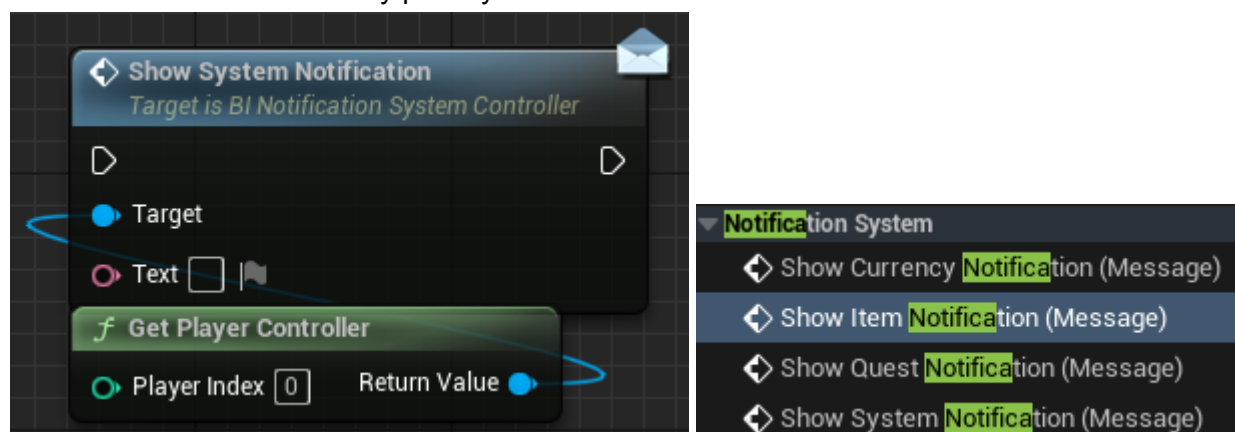 Show System Notification
Target is BI Notification System Controller
Target
Text
Get Player Controller
Player Index 0 Return Value
Notification System
Show Currency Notification (Message)
Show Item Notification (Message)
Show Quest Notification (Message)
Show System Notification (Message)